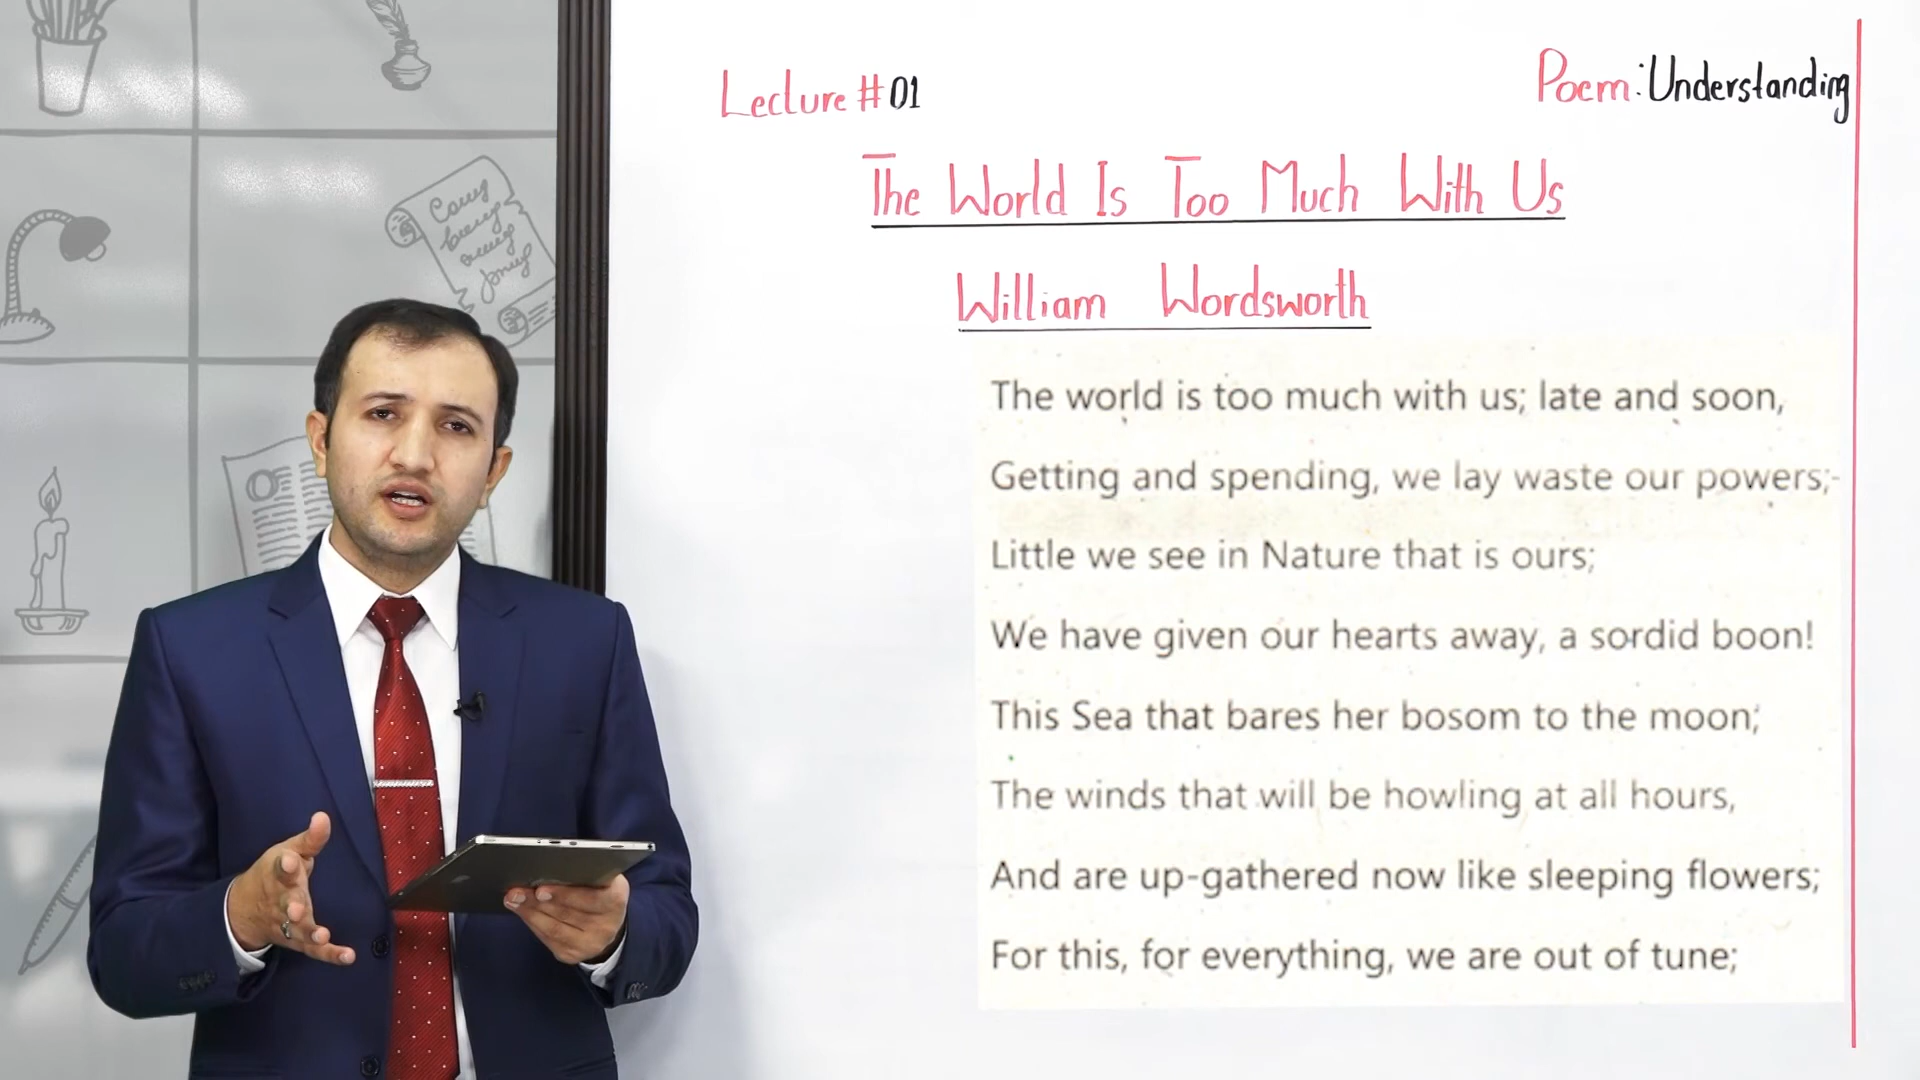 Lecture # 01
Poem: Understanding
The World Is Too Much With Us
William Wordsworth
The world is too much with us; late and soon,
Getting and spending, we lay waste our powers;-
Little we see in Nature that is ours;
We have given our hearts away, a sordid boon!
This Sea that bares her bosom to the moon;
The winds that will be howling at all hours,
And are up-gathered now like sleeping flowers;
For this, for everything, we are out of tune;